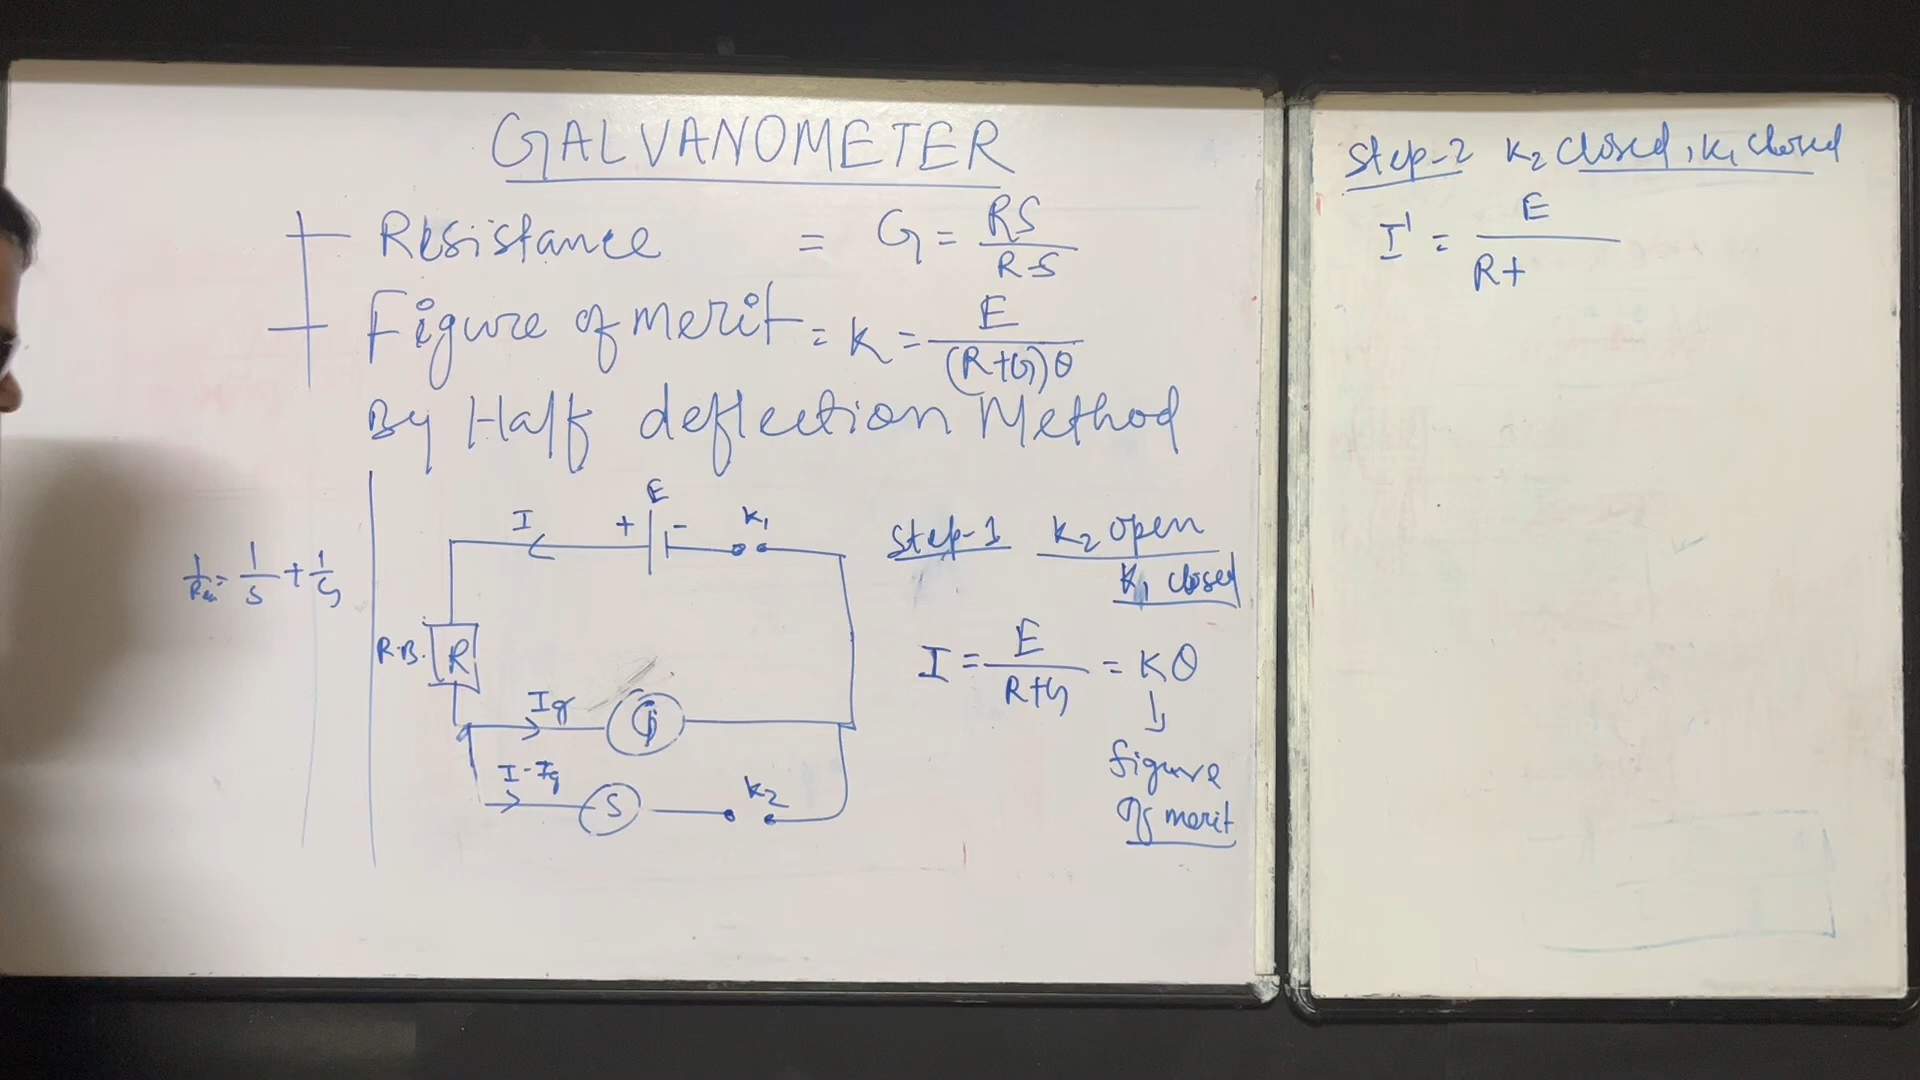 GALVANOMETER
Resistance = G = RS / R-S
Figure of merit = K = E / (R+G)θ
By Half deflection Method
E
I + - K₁
1/ = 1/S + 1/G
R.B. R
Ig G
I-Ig S K₂
Step-1 K₂ open
K₁ closed
I = E / R+G = Kθ
figure
of merit
Step-2 K₂ closed, K₁ closed
I' = E / R+